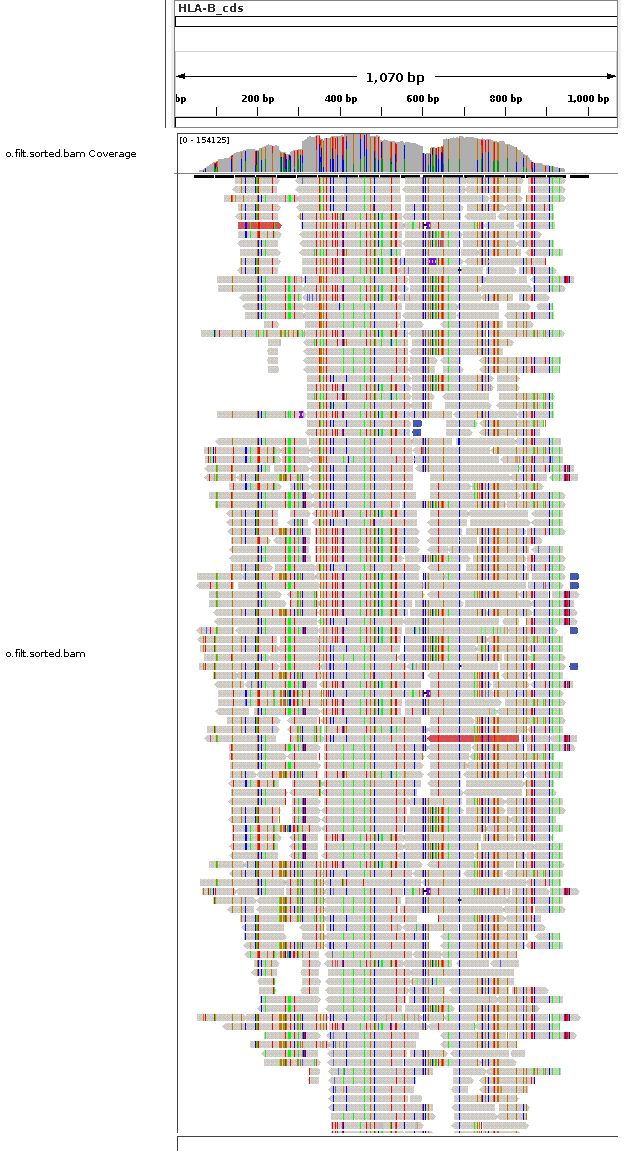 HLA-B_cds
1,070 bp
bp 200 bp 400 bp 600 bp 800 bp 1,000 bp
[0 - 154125]
o.filt.sorted.bam Coverage
o.filt.sorted.bam